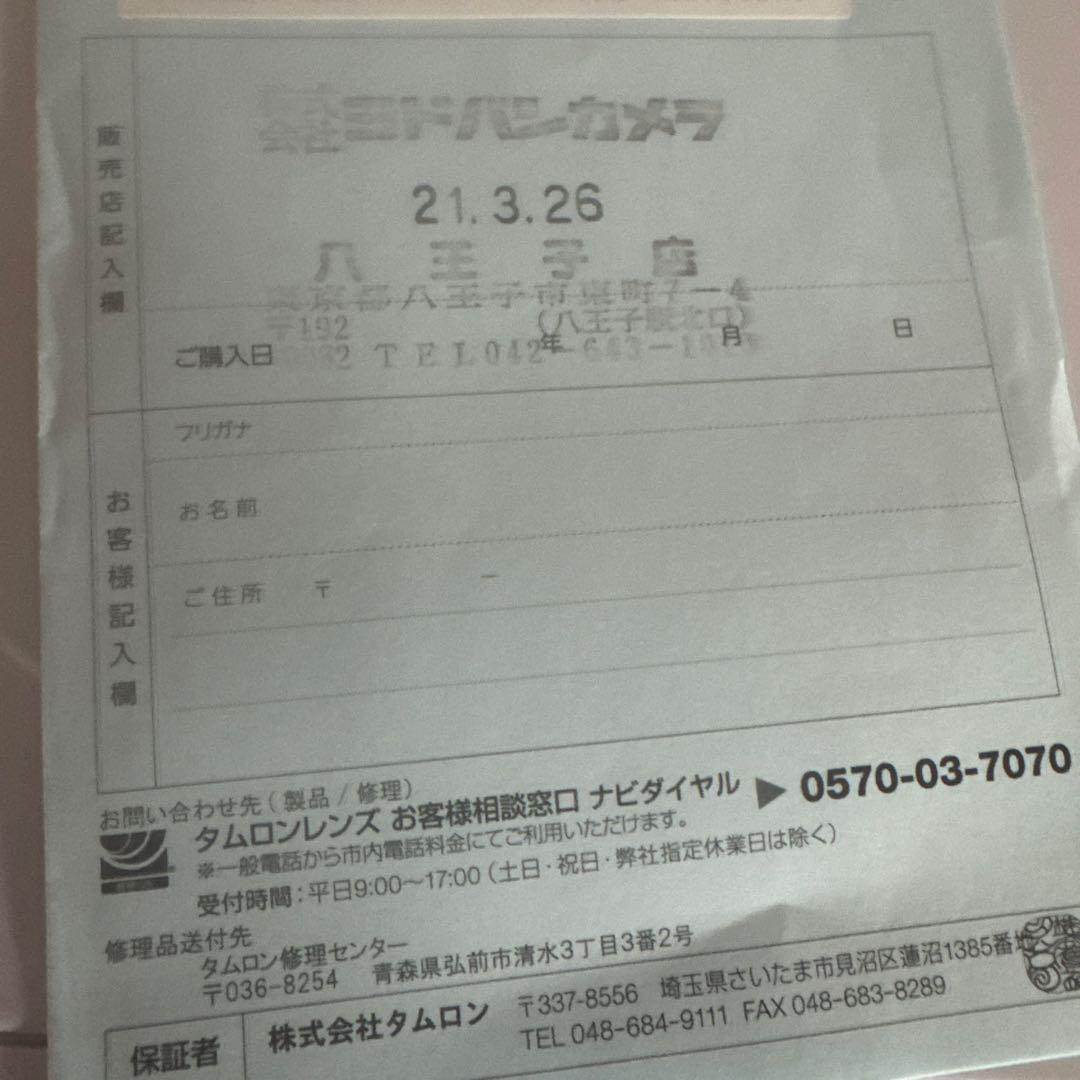 販売店記入欄
株式会社ヨドバシカメラ
21.3.26
八王子店
東京都八王子市東町7-4
〒192 (八王子駅北口)
TEL042-643-10
ご購入日 年 月 日
お客様記入欄
フリガナ
お名前
ご住所 〒 -
お問い合わせ先(製品/修理)
タムロンレンズ お客様相談窓口 ナビダイヤル ▶ 0570-03-7070
※一般電話から市内電話料金にてご利用いただけます。
受付時間:平日9:00~17:00(土日・祝日・弊社指定休業日は除く)
修理品送付先
タムロン修理センター
〒036-8254 青森県弘前市清水3丁目3番2号
保証者
株式会社タムロン
〒337-8556 埼玉県さいたま市見沼区蓮沼1385番地
TEL 048-684-9111 FAX 048-683-8289